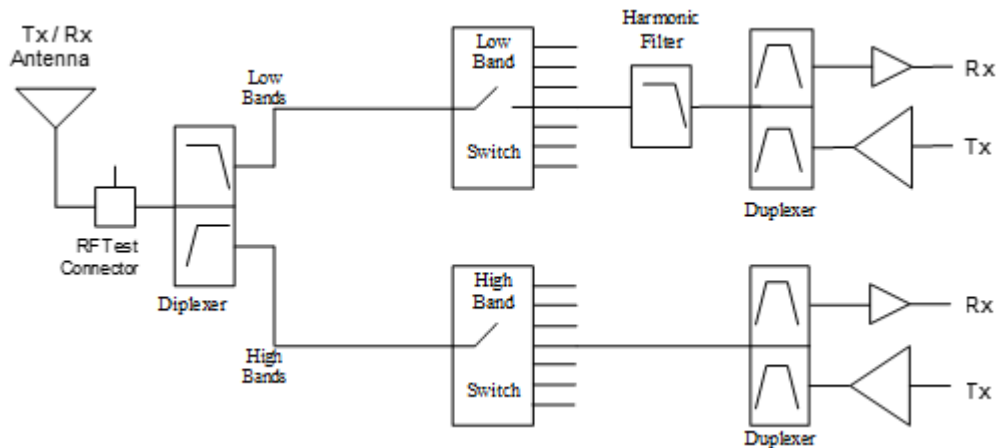 Tx / Rx
Antenna
RF Test
Connector
Diplexer
Low
Bands
High
Bands
Low
Band
Switch
High
Band
Switch
Harmonic
Filter
Duplexer
Rx
Tx
Duplexer
Rx
Tx